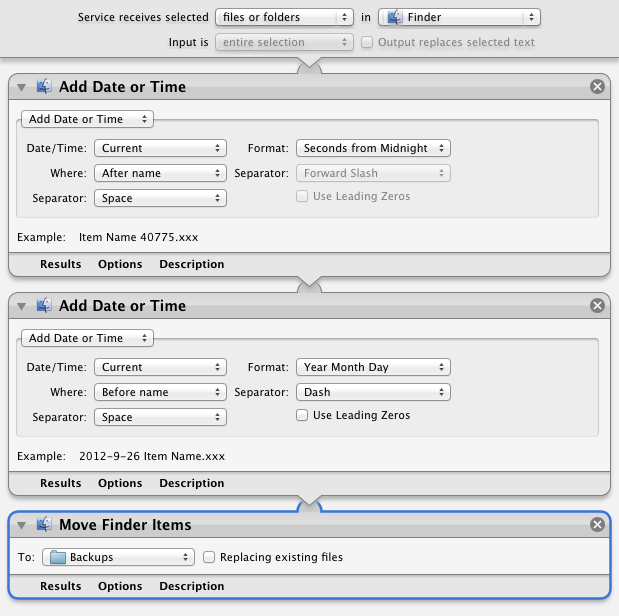 Service receives selected files or folders in Finder
Input is entire selection Output replaces selected text
Add Date or Time
Add Date or Time
Date/Time: Current Format: Seconds from Midnight
Where: After name Separator: Forward Slash
Separator: Space Use Leading Zeros
Example: Item Name 40775.xxx
Results Options Description
Add Date or Time
Add Date or Time
Date/Time: Current Format: Year Month Day
Where: Before name Separator: Dash
Separator: Space Use Leading Zeros
Example: 2012-9-26 Item Name.xxx
Results Options Description
Move Finder Items
To: Backups Replacing existing files
Results Options Description